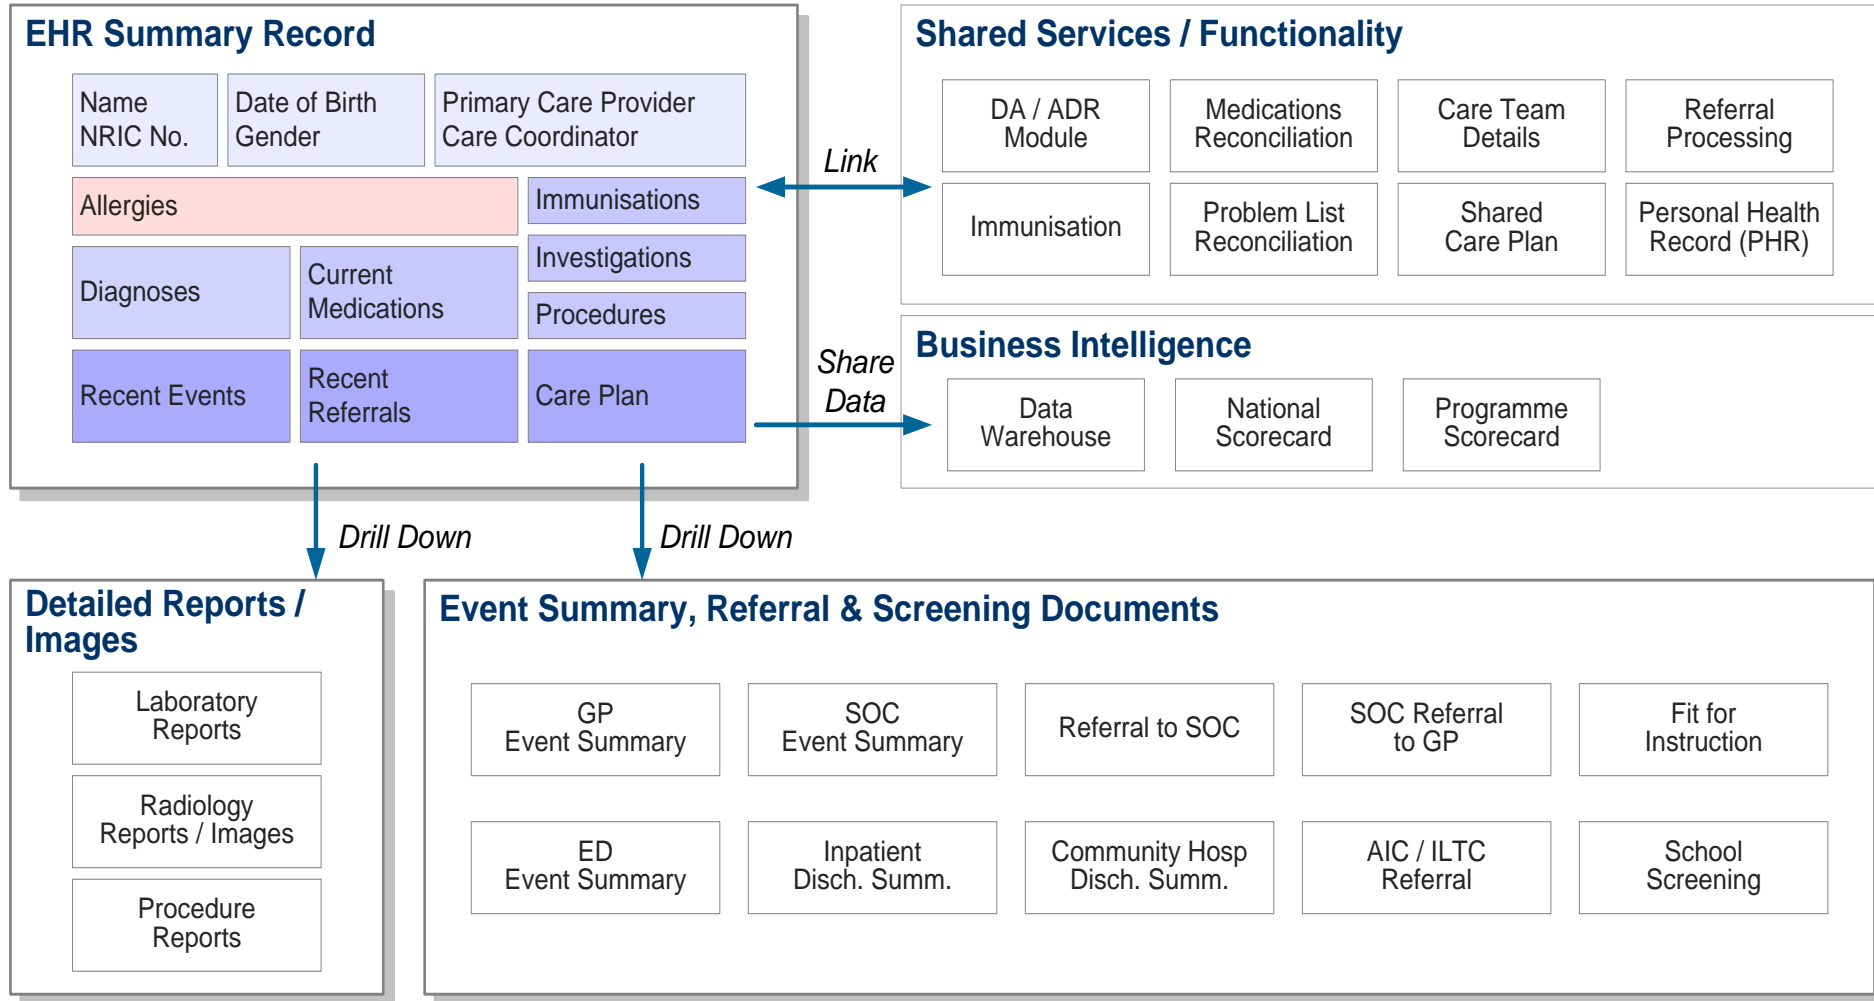 EHR Summary Record
Name
NRIC No.
Date of Birth
Gender
Primary Care Provider
Care Coordinator
Allergies
Immunisations
Investigations
Procedures
Diagnoses
Current
Medications
Recent Events
Recent
Referrals
Care Plan
Link
Share
Data
Drill Down
Drill Down
Shared Services / Functionality
DA / ADR
Module
Medications
Reconciliation
Care Team
Details
Referral
Processing
Immunisation
Problem List
Reconciliation
Shared
Care Plan
Personal Health
Record (PHR)
Business Intelligence
Data
Warehouse
National
Scorecard
Programme
Scorecard
Detailed Reports /
Images
Laboratory
Reports
Radiology
Reports / Images
Procedure
Reports
Event Summary, Referral & Screening Documents
GP
Event Summary
SOC
Event Summary
Referral to SOC
SOC Referral
to GP
Fit for
Instruction
ED
Event Summary
Inpatient
Disch. Summ.
Community Hosp
Disch. Summ.
AIC / ILTC
Referral
School
Screening